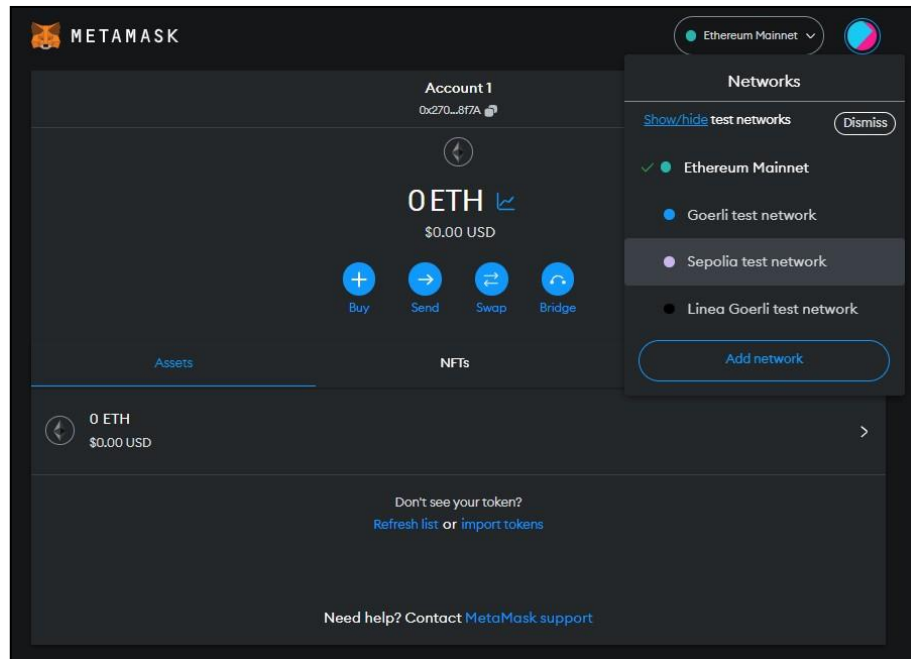 METAMASK
Ethereum Mainnet
Account 1
0x270...8f7A
0 ETH
$0.00 USD
Buy Send Swap Bridge
Assets NFTs
0 ETH
$0.00 USD
Don't see your token?
Refresh list or import tokens
Need help? Contact MetaMask support
Networks
Show/hide test networks Dismiss
Ethereum Mainnet
Goerli test network
Sepolia test network
Linea Goerli test network
Add network